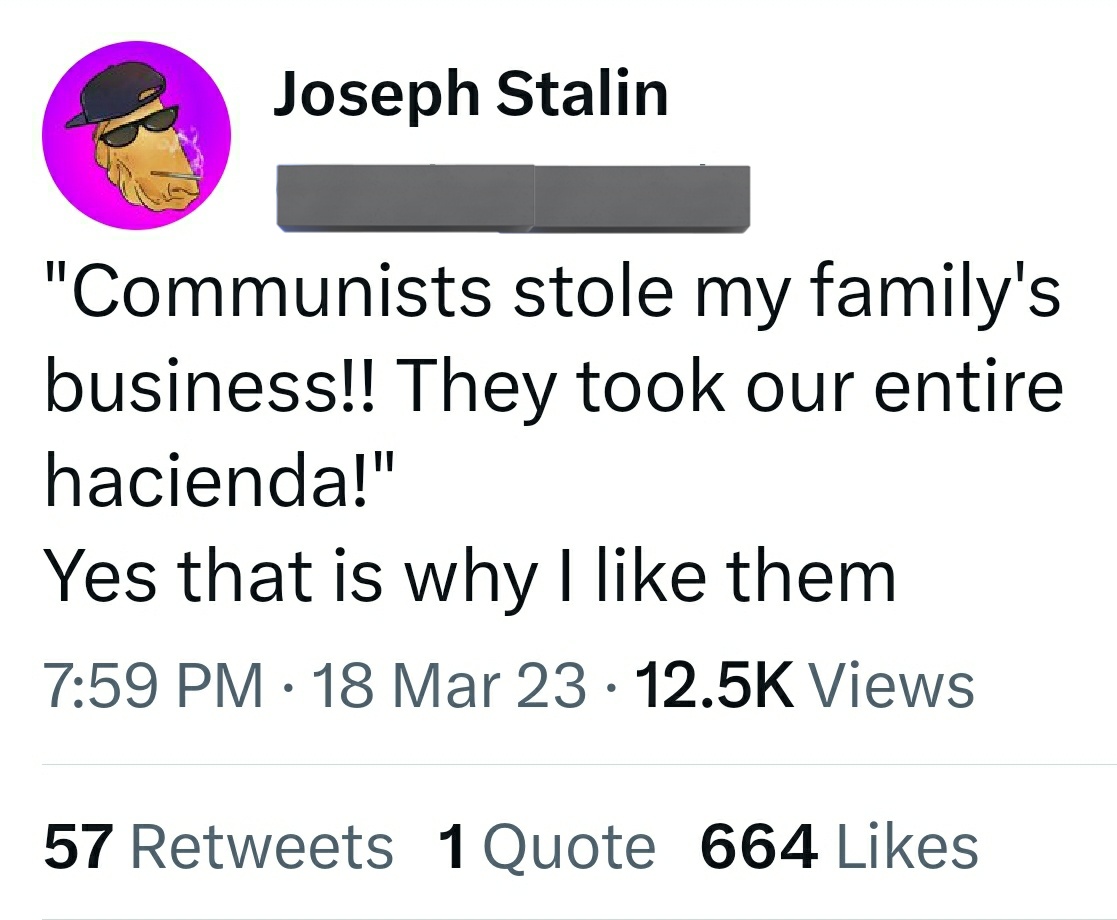 Joseph Stalin
"Communists stole my family's
business!! They took our entire
hacienda!"
Yes that is why I like them
7:59 PM · 18 Mar 23 · 12.5K Views
57 Retweets 1 Quote 664 Likes